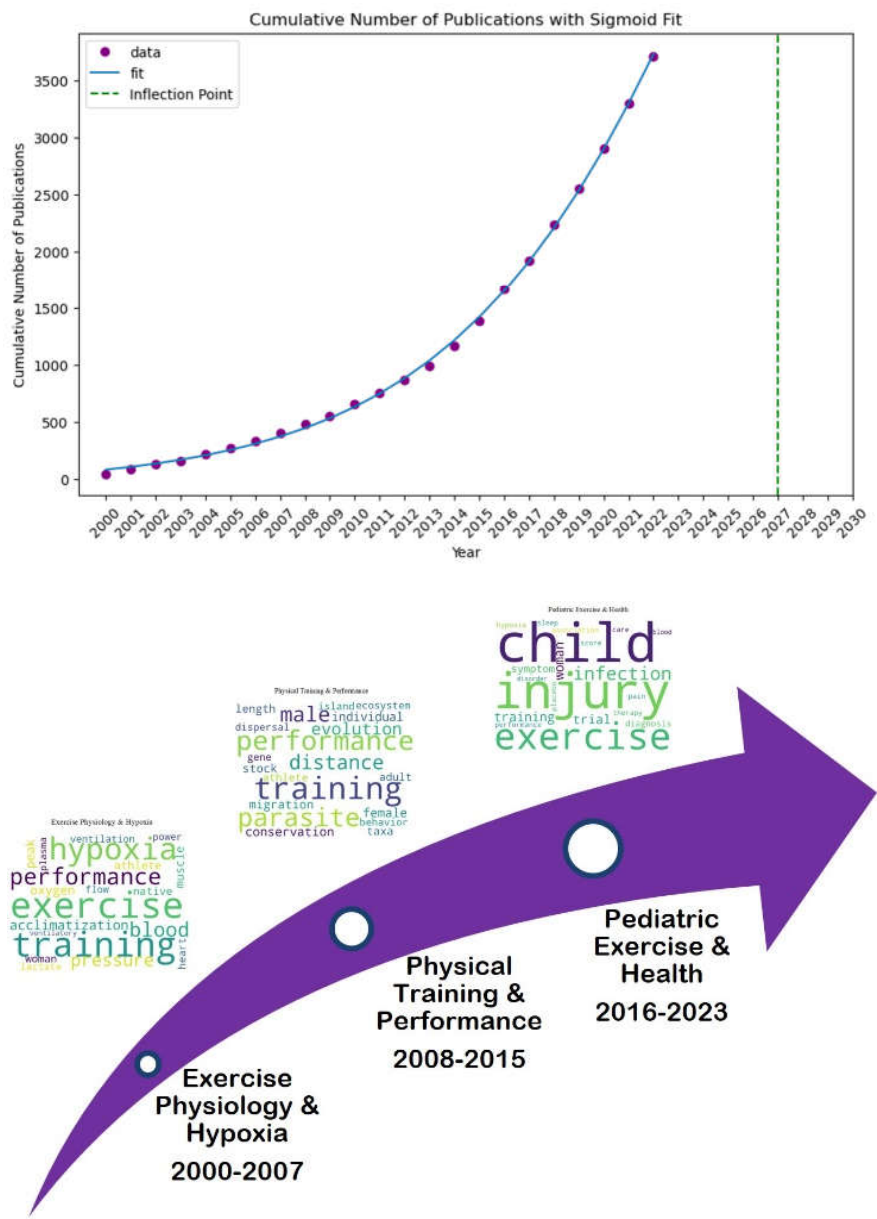 Cumulative Number of Publications with Sigmoid Fit
data
fit
Inflection Point
Cumulative Number of Publications
3500
3000
2500
2000
1500
1000
500
0
2000 2001 2002 2003 2004 2005 2006 2007 2008 2009 2010 2011 2012 2013 2014 2015 2016 2017 2018 2019 2020 2021 2022 2023 2024 2025 2026 2027 2028 2029 2030
Year
Pediatric Exercise & Health
hypoxia sleep care blood
child
score
woman
symptom infection
disorder
injury
pain
therapy
training trial diagnosis
performance
exercise
Physical Training & Performance
length island ecosystem
male individual
dispersal evolution
performance
gene distance
stock
athlete adult
training
migration female
parasite behavior
conservation taxa
Exercise Physiology & Hypoxia
ventilation power
peak plasma hypoxia muscle
athlete
performance
oxygen flow native
exercise
acclimatization blood
ventilatory
training heart
woman pressure
lactate
Pediatric
Exercise &
Health
2016-2023
Physical
Training &
Performance
2008-2015
Exercise
Physiology &
Hypoxia
2000-2007